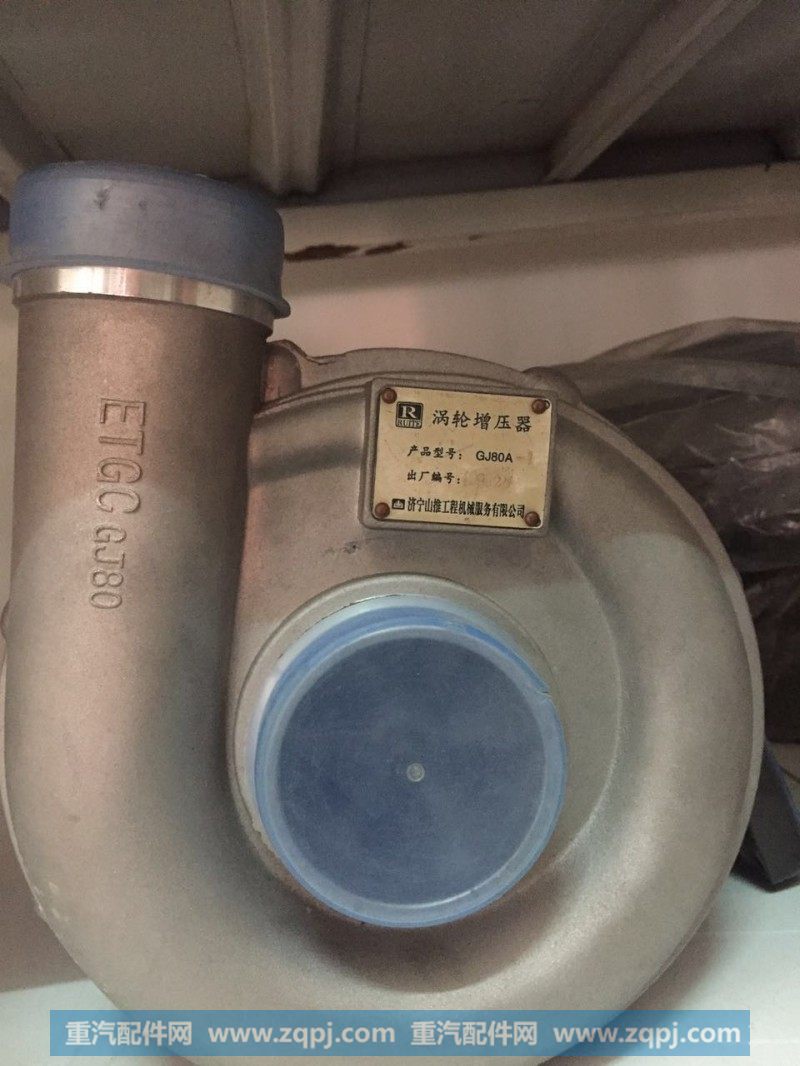 ETGC GJ80
R
RUITE
涡轮增压器
产品型号: GJ80A
出厂编号:
济宁山推工程机械服务有限公司
重汽配件网 www.zqpj.com 重汽配件网 www.zqpj.com